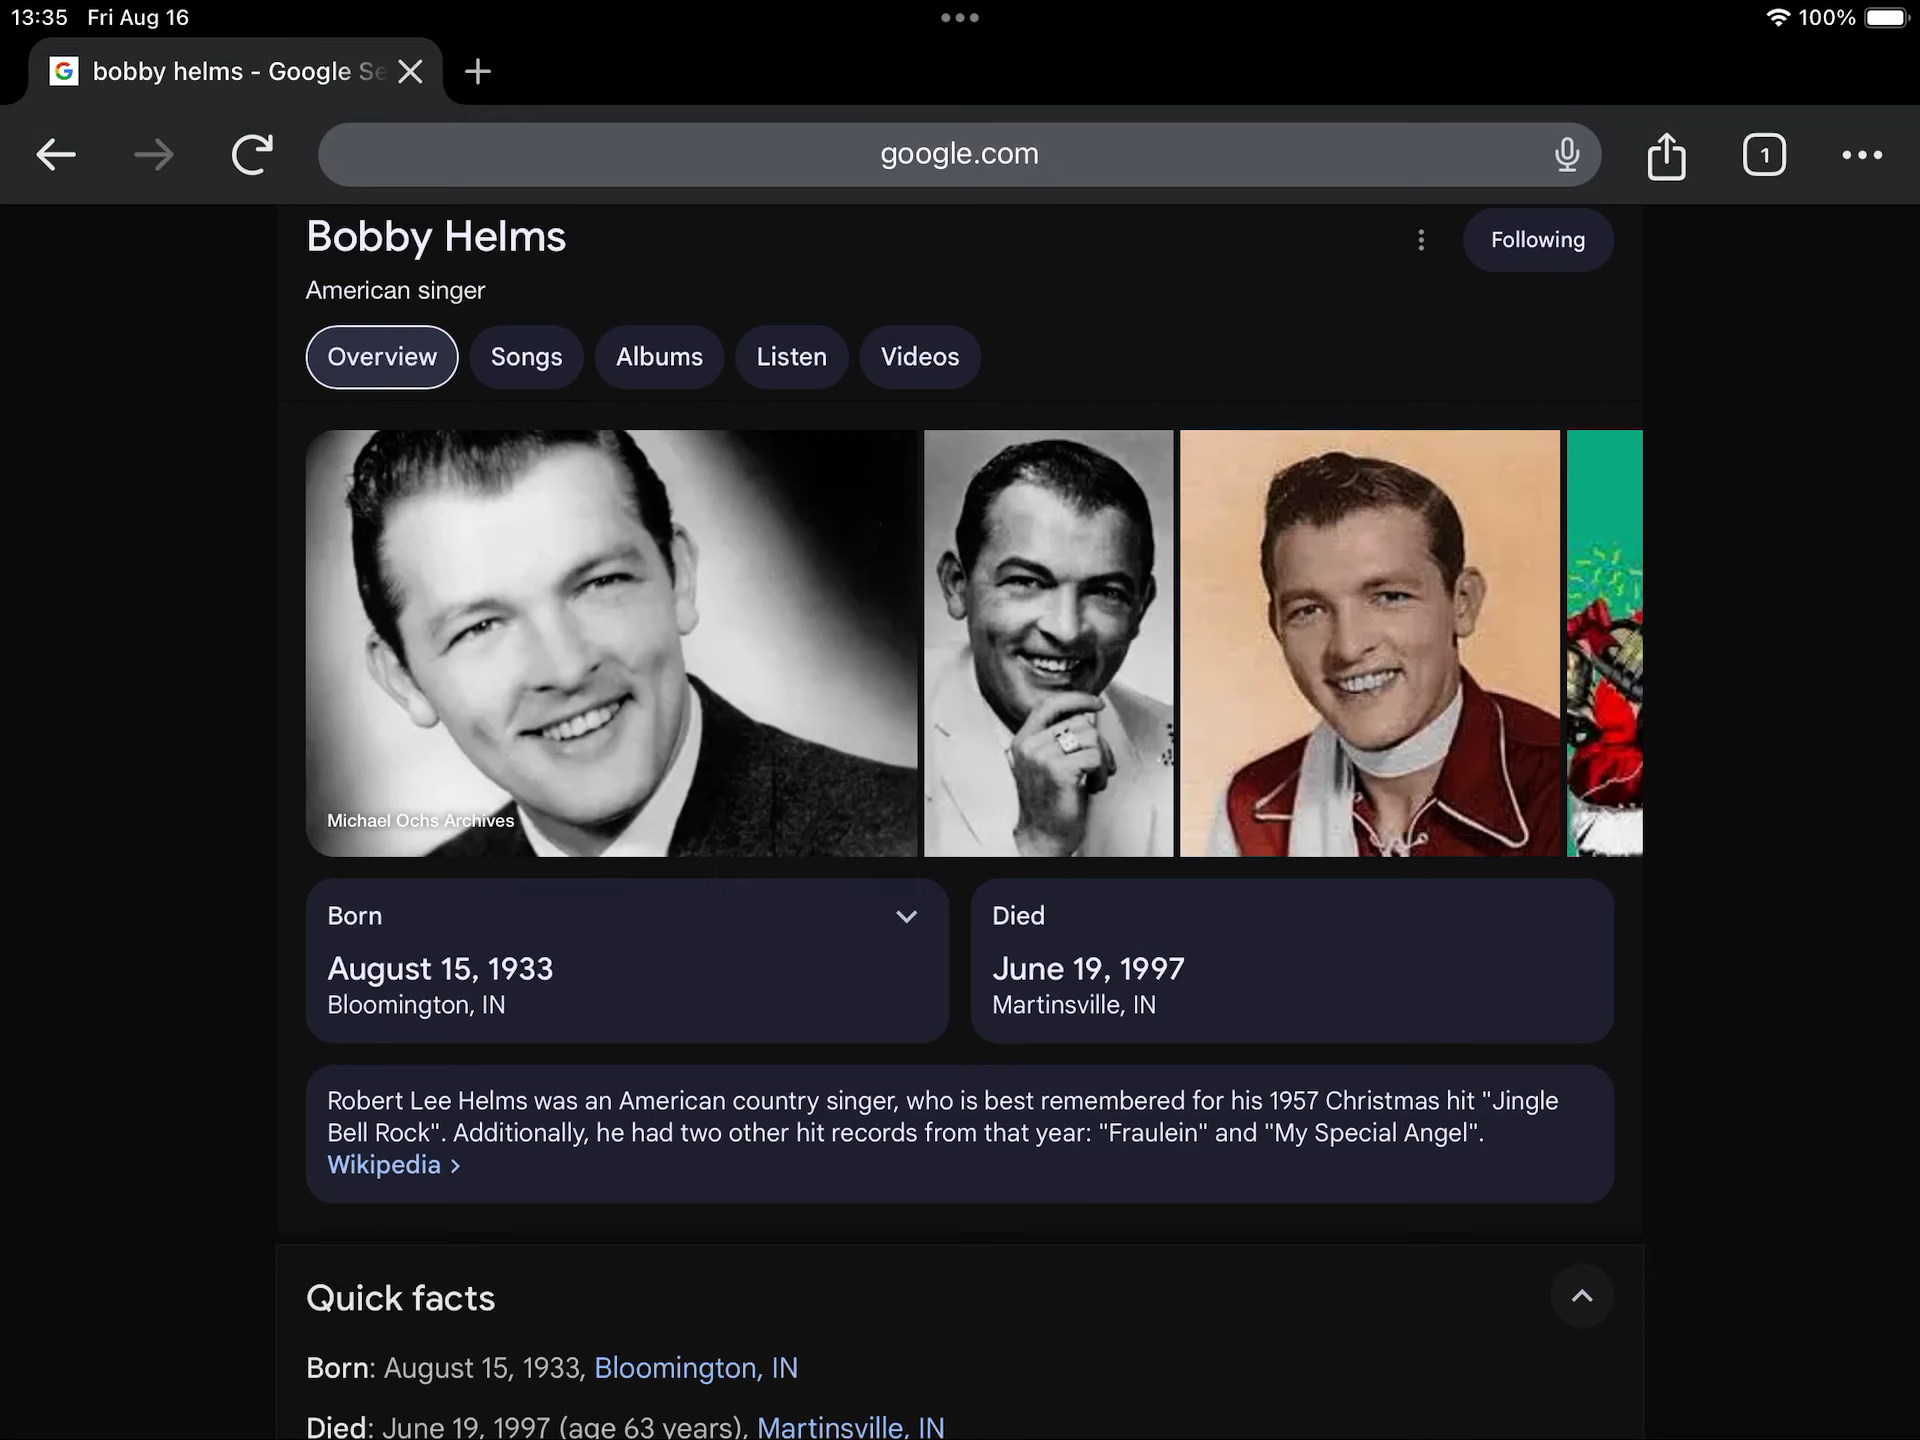 13:35 Fri Aug 16
100%
bobby helms - Google Se
google.com
1
Bobby Helms
Following
American singer
Overview
Songs
Albums
Listen
Videos
Michael Ochs Archives
Born
August 15, 1933
Bloomington, IN
Died
June 19, 1997
Martinsville, IN
Robert Lee Helms was an American country singer, who is best remembered for his 1957 Christmas hit "Jingle
Bell Rock". Additionally, he had two other hit records from that year: "Fraulein" and "My Special Angel".
Wikipedia >
Quick facts
Born: August 15, 1933, Bloomington, IN
Died: June 19, 1997 (age 63 years), Martinsville, IN